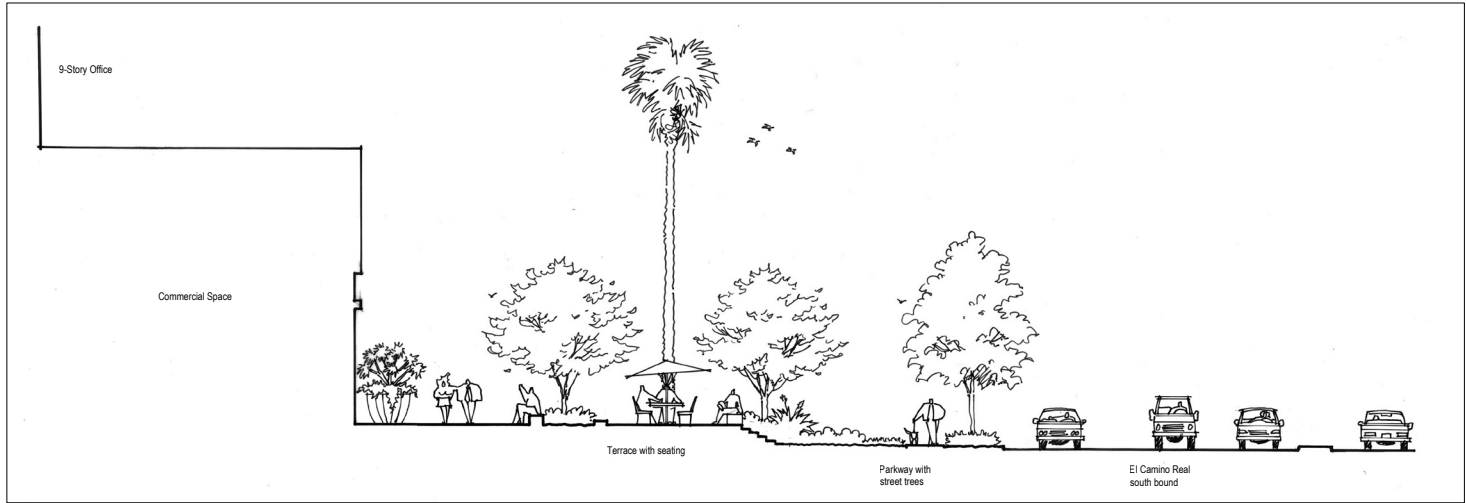 9-Story Office
Commercial Space
Terrace with seating
Parkway with
street trees
El Camino Real
south bound